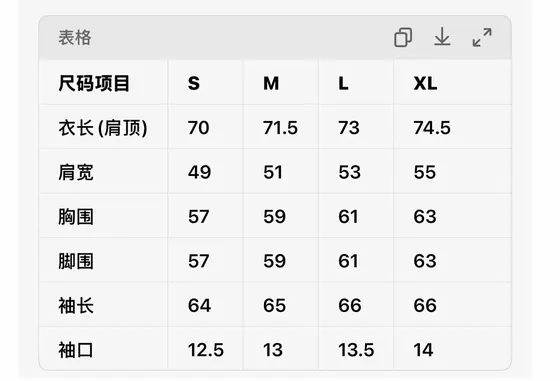 表格
尺码项目 S M L XL
衣长(肩顶) 70 71.5 73 74.5
肩宽 49 51 53 55
胸围 57 59 61 63
脚围 57 59 61 63
袖长 64 65 66 66
袖口 12.5 13 13.5 14